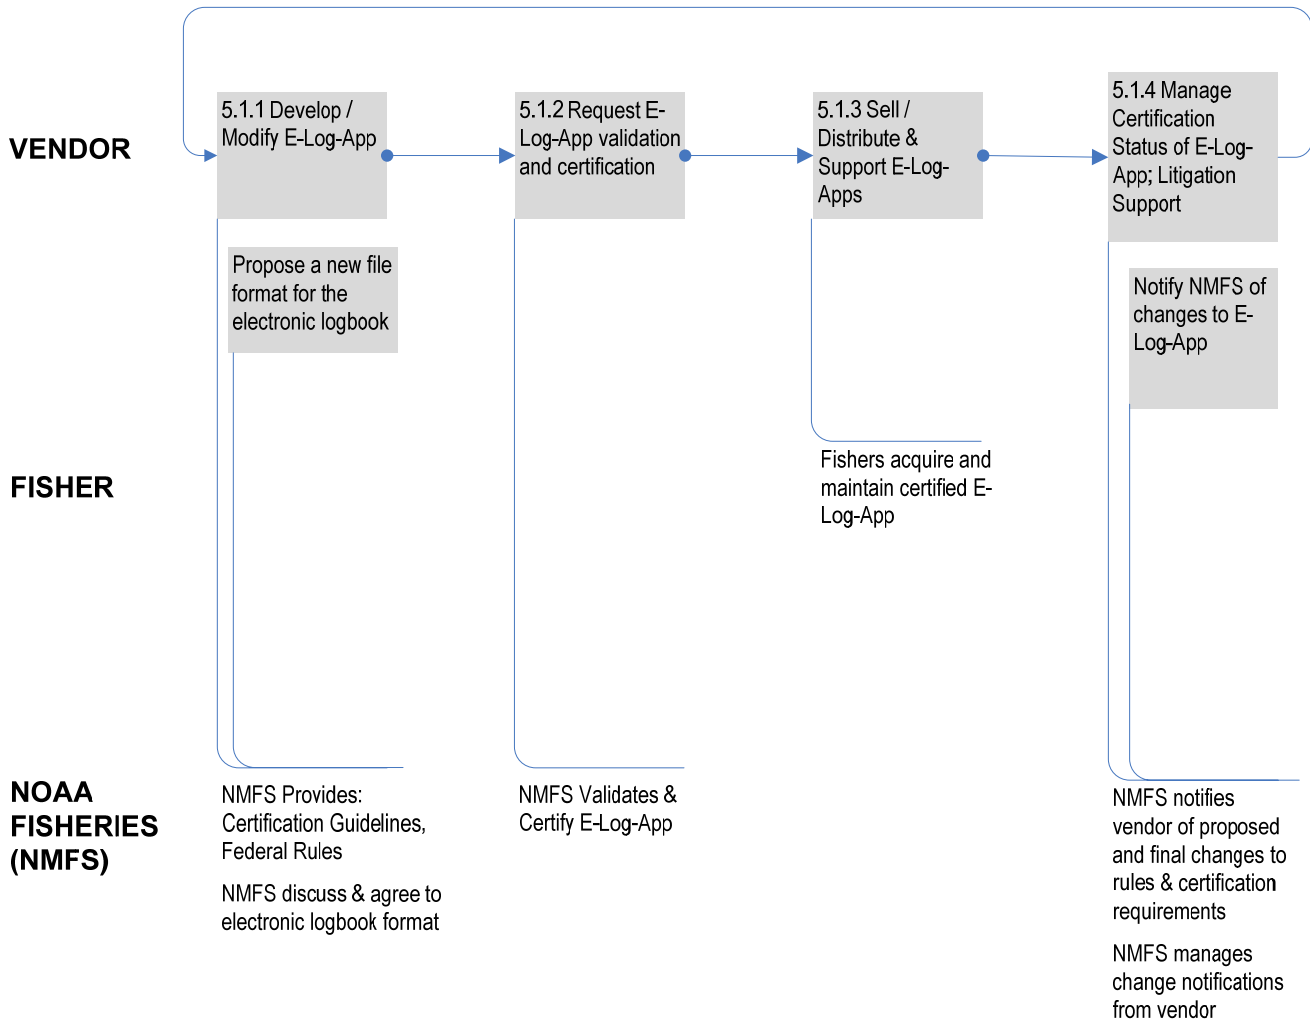 VENDOR
5.1.1 Develop /
Modify E-Log-App
5.1.2 Request E-
Log-App validation
and certification
5.1.3 Sell /
Distribute &
Support E-Log-
Apps
5.1.4 Manage
Certification
Status of E-Log-
App; Litigation
Support
Propose a new file
format for the
electronic logbook
Notify NMFS of
changes to E-
Log-App
FISHER
Fishers acquire and
maintain certified E-
Log-App
NOAA
FISHERIES
(NMFS)
NMFS Provides:
Certification Guidelines,
Federal Rules
NMFS discuss & agree to
electronic logbook format
NMFS Validates &
Certify E-Log-App
NMFS notifies
vendor of proposed
and final changes to
rules & certification
requirements
NMFS manages
change notifications
from vendor